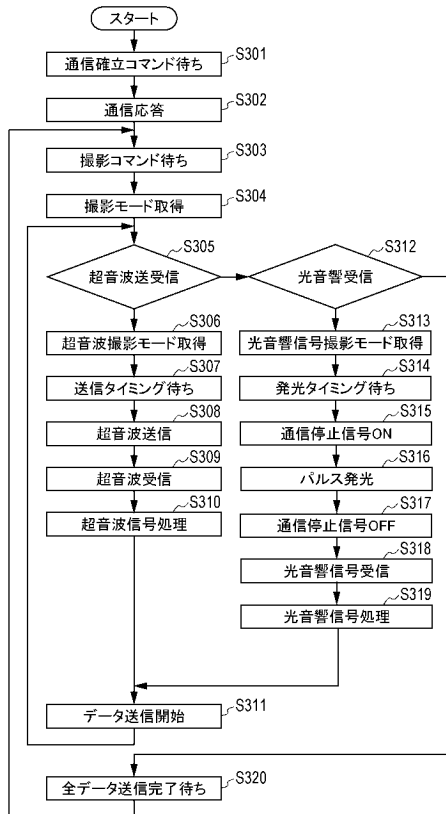 スタート
通信確立コマンド待ち
S301
通信応答
S302
撮影コマンド待ち
S303
撮影モード取得
S304
超音波送受信
S305
光音響受信
S312
超音波撮影モード取得
S306
送信タイミング待ち
S307
超音波送信
S308
超音波受信
S309
超音波信号処理
S310
光音響信号撮影モード取得
S313
発光タイミング待ち
S314
通信停止信号ON
S315
パルス発光
S316
通信停止信号OFF
S317
光音響信号受信
S318
光音響信号処理
S319
データ送信開始
S311
全データ送信完了待ち
S320